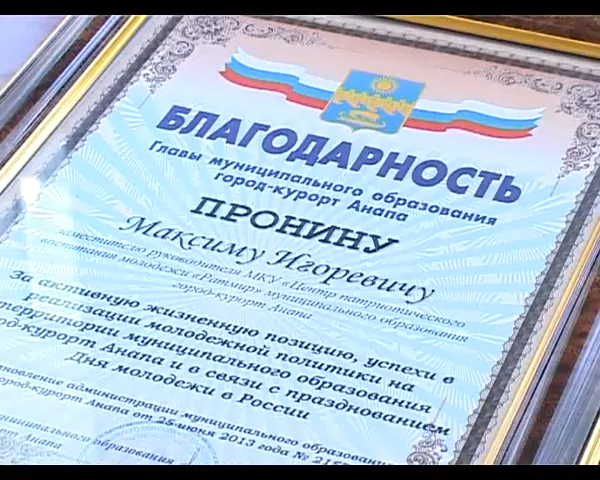 БЛАГОДАРНОСТЬ
Главы муниципального образования
город-курорт Анапа
ПРОНИНУ
Максиму Игоревичу
заместителю руководителя МКУ «Центр патриотического
воспитания молодежи «Ратмир» муниципального образования
город-курорт Анапа
За активную жизненную позицию, успехи в
реализации молодежной политики на
территории муниципального образования
город-курорт Анапа и в связи с празднованием
Дня молодежи в России
администрации муниципального
город-курорт Анапа от 25 июня 2013 года №
образования
Анапа